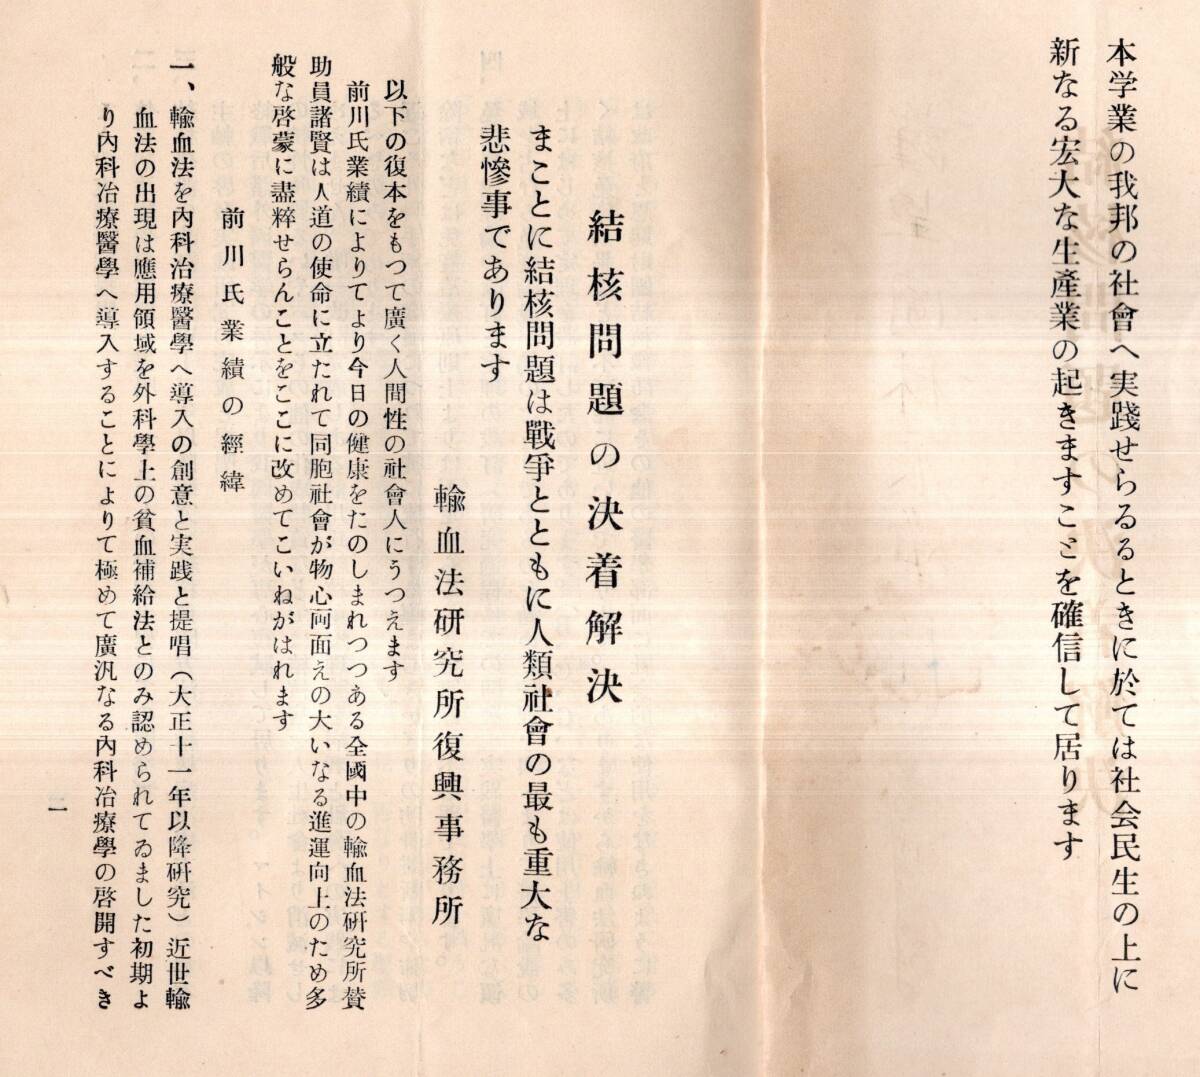 本学業の我邦の社會へ実践せらるるときに於ては社会民生の上に
新なる宏大な生產業の起きますことを確信して居ります
結核問題の決着解決
まことに結核問題は戰爭とともに人類社會の最も重大な
悲慘事であります
輸血法研究所復興事務所
以下の復本をもつて廣く人間性の社會人にうつえます
前川氏業績によりてより今日の健康をたのしまれつつある全國中の輸血法研究所賛
助員諸賢は人道の使命に立たれて同胞社會が物心両面えの大いなる進運向上のため多
般な啓蒙に盡粹せらんことをここに改めてこいねがはれます
前川氏業績の經緯
一、輸血法を內科治療醫學へ導入の創意と実践と提唱(大正十一年以降硏究)近世輸
血法の出現は應用領域を外科學上の貧血補給法とのみ認められてゐました初期よ
り內科冶療醫學へ導入することによりて極めて廣汎なる內科冶療學の啓開すべき
一